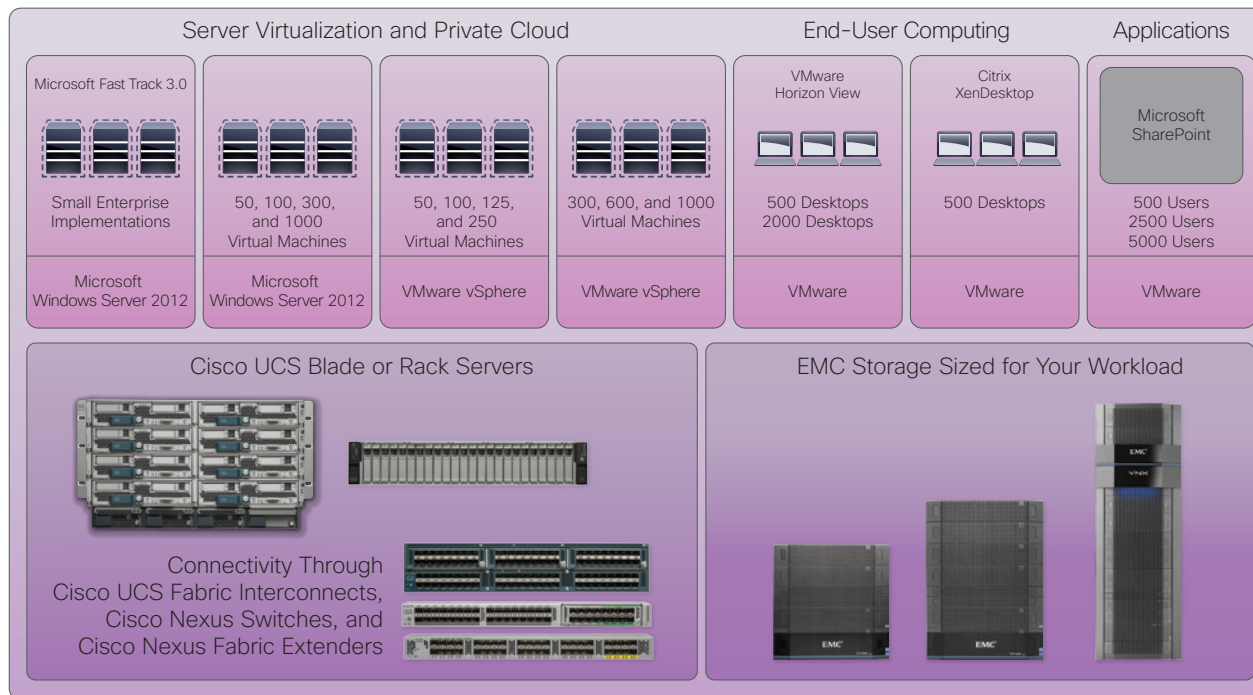 Server Virtualization and Private Cloud
End-User Computing
Applications
Microsoft Fast Track 3.0
Small Enterprise
Implementations
Microsoft
Windows Server 2012
50, 100, 300,
and 1000
Virtual Machines
Microsoft
Windows Server 2012
50, 100, 125,
and 250
Virtual Machines
VMware vSphere
300, 600, and 1000
Virtual Machines
VMware vSphere
VMware
Horizon View
500 Desktops
2000 Desktops
VMware
Citrix
XenDesktop
500 Desktops
VMware
Microsoft
SharePoint
500 Users
2500 Users
5000 Users
VMware
Cisco UCS Blade or Rack Servers
Connectivity Through
Cisco UCS Fabric Interconnects,
Cisco Nexus Switches, and
Cisco Nexus Fabric Extenders
EMC Storage Sized for Your Workload
EMC
EMC
EMC
VNX